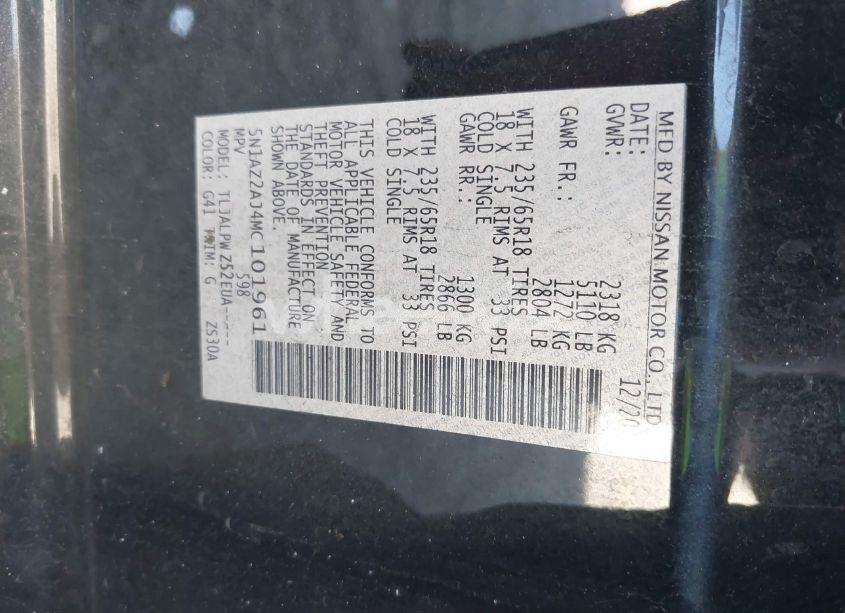 MFD BY NISSAN MOTOR CO., LTD
DATE: 12/20
GVWR: 2318 KG
5110 LB
GAWR FR.: 1272 KG
2804 LB
WITH 235/65R18 TIRES
18 X 7.5 RIMS AT 33 PSI
COLD SINGLE
GAWR RR.: 1300 KG
2866 LB
WITH 235/65R18 TIRES
18 X 7.5 RIMS AT 33 PSI
COLD SINGLE
THIS VEHICLE CONFORMS TO
ALL APPLICABLE FEDERAL
MOTOR VEHICLE SAFETY AND
THEFT PREVENTION
STANDARDS IN EFFECT ON
THE DATE OF MANUFACTURE
SHOWN ABOVE.
5N1AZ2AJ4MC101961
MPV 598
MODEL: TLJALPWZ52EUA-----
COLOR: G41 TRIM: G ZS30A